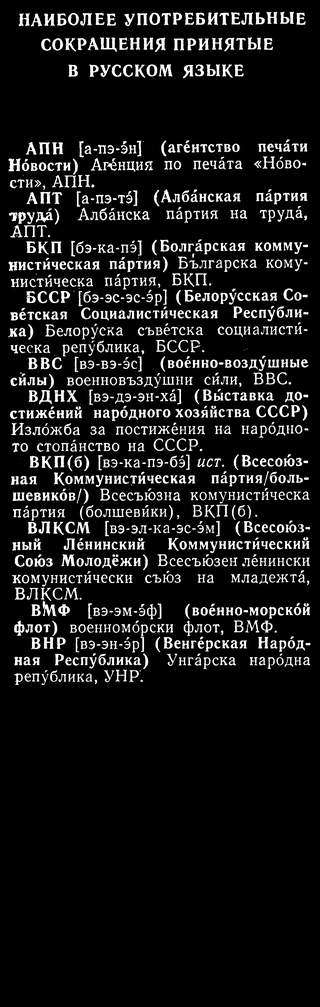 НАИБОЛЕЕ УПОТРЕБИТЕЛЬНЫЕ
СОКРАЩЕНИЯ ПРИНЯТЫЕ
В РУССКОМ ЯЗЫКЕ
АПН [а-пэ-э́н] (аге́нтство печа́ти
Но́вости) Аге́нция по печа́та «Но́во-
сти», АПН.
АПТ [а-пэ-тэ́] (Алба́нская па́ртия
труда́) Алба́нска па́ртия на труда́,
АПТ.
БКП [бэ-ка-пэ́] (Болга́рская комму-
нисти́ческая па́ртия) Бъ́лгарска кому-
нисти́ческа па́ртия, БКП.
БССР [бэ-эс-эс-э́р] (Белору́сская Со-
ве́тская Социалисти́ческая Респу́бли-
ка) Белору́ска съве́тска социалисти́-
ческа репу́блика, БССР.
ВВС [вэ-вэ-э́с] (вое́нно-возду́шные
си́лы) военновъзду́шни си́ли, ВВС.
ВДНХ [вэ-дэ-эн-ха́] (Вы́ставка до-
стиже́ний наро́дного хозя́йства СССР)
Изло́жба за постиже́ния на наро́дно-
то стопа́нство на СССР.
ВКП(б) [вэ-ка-пэ-бэ́] ист. (Всесою́з-
ная Коммунисти́ческая па́ртия/боль-
шевико́в/) Всесъю́зна комунисти́ческа
па́ртия (болшевики́), ВКП(б).
ВЛКСМ [вэ-эл-ка-эс-э́м] (Всесою́з-
ный Ле́нинский Коммунисти́ческий
Сою́з Молодёжи) Всесъю́зен ле́нински
комунисти́чески съю́з на младежта́,
ВЛКСМ.
ВМФ [вэ-эм-э́ф] (вое́нно-морско́й
флот) военномо́рски флот, ВМФ.
ВНР [вэ-эн-э́р] (Венге́рская Наро́д-
ная Респу́блика) Унга́рска наро́дна
репу́блика, УНР.